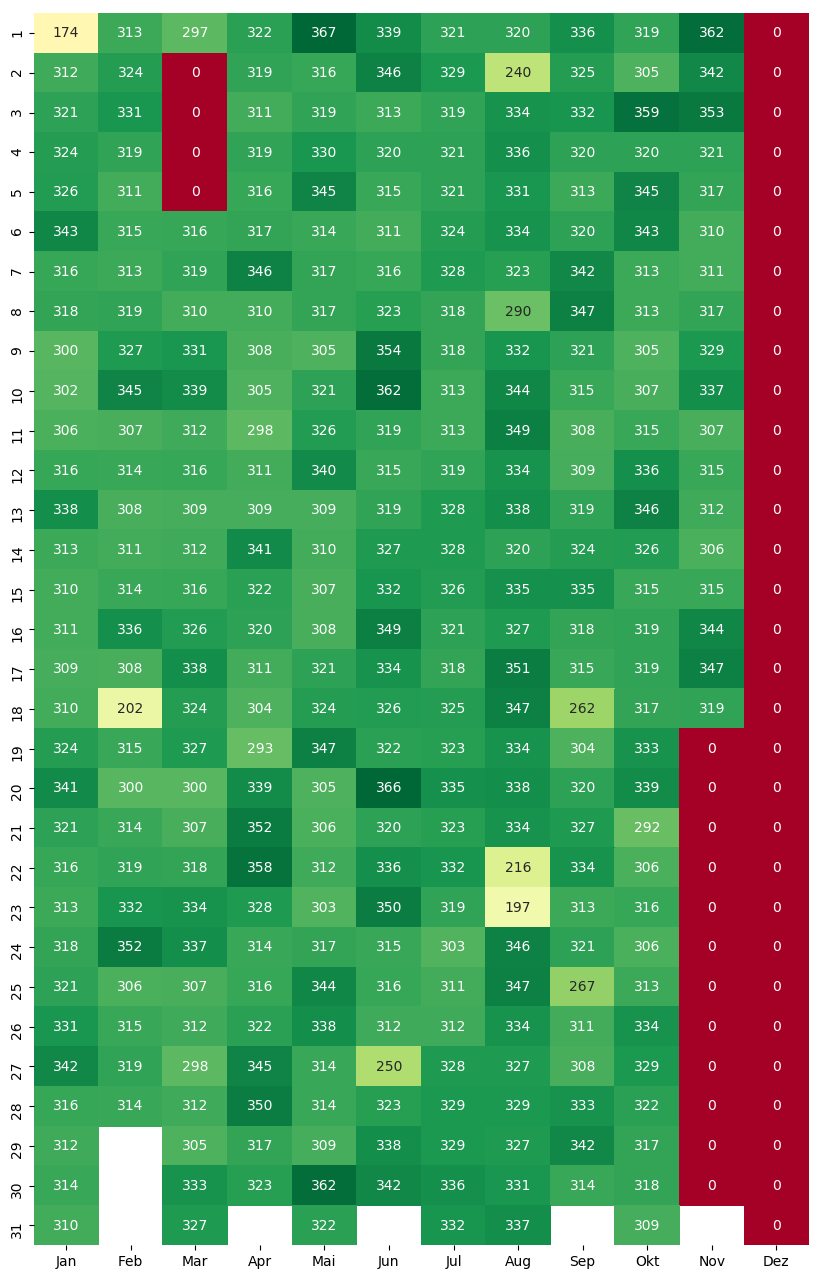 1 174 313 297 322 367 339 321 320 336 319 362 0
2 312 324 0 319 316 346 329 240 325 305 342 0
3 321 331 0 311 319 313 319 334 332 359 353 0
4 324 319 0 319 330 320 321 336 320 320 321 0
5 326 311 0 316 345 315 321 331 313 345 317 0
6 343 315 316 317 314 311 324 334 320 343 310 0
7 316 313 319 346 317 316 328 323 342 313 311 0
8 318 319 310 310 317 323 318 290 347 313 317 0
9 300 327 331 308 305 354 318 332 321 305 329 0
10 302 345 339 305 321 362 313 344 315 307 337 0
11 306 307 312 298 326 319 313 349 308 315 307 0
12 316 314 316 311 340 315 319 334 309 336 315 0
13 338 308 309 309 309 319 328 338 319 346 312 0
14 313 311 312 341 310 327 328 320 324 326 306 0
15 310 314 316 322 307 332 326 335 335 315 315 0
16 311 336 326 320 308 349 321 327 318 319 344 0
17 309 308 338 311 321 334 318 351 315 319 347 0
18 310 202 324 304 324 326 325 347 262 317 319 0
19 324 315 327 293 347 322 323 334 304 333 0 0
20 341 300 300 339 305 366 335 338 320 339 0 0
21 321 314 307 352 306 320 323 334 327 292 0 0
22 316 319 318 358 312 336 332 216 334 306 0 0
23 313 332 334 328 303 350 319 197 313 316 0 0
24 318 352 337 314 317 315 303 346 321 306 0 0
25 321 306 307 316 344 316 311 347 267 313 0 0
26 331 315 312 322 338 312 312 334 311 334 0 0
27 342 319 298 345 314 250 328 327 308 329 0 0
28 316 314 312 350 314 323 329 329 333 322 0 0
29 312 305 317 309 338 329 327 342 317 0 0
30 314 333 323 362 342 336 331 314 318 0 0
31 310 327 322 332 337 309 0
Jan Feb Mar Apr Mai Jun Jul Aug Sep Okt Nov Dez